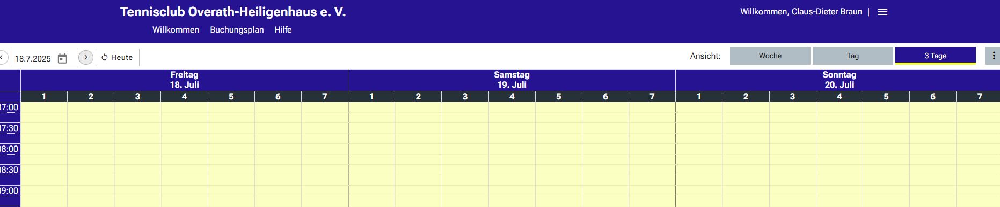 Tennisclub Overath-Heiligenhaus e. V.
Willkommen, Claus-Dieter Braun |
Willkommen Buchungsplan Hilfe
18.7.2025 Heute Ansicht: Woche Tag 3 Tage
Freitag Samstag Sonntag
18. Juli 19. Juli 20. Juli
1 2 3 4 5 6 7 1 2 3 4 5 6 7 1 2 3 4 5 6 7
07:00
07:30
08:00
08:30
09:00